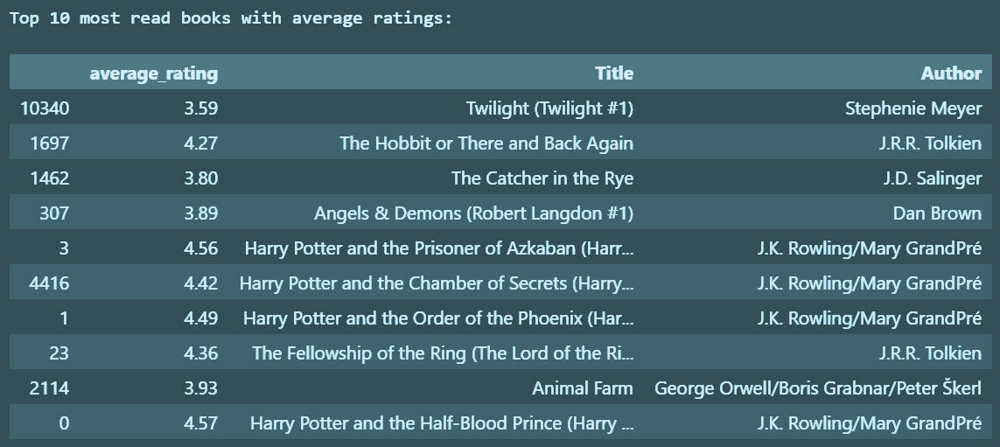 Top 10 most read books with average ratings:
average_rating Title Author
10340 3.59 Twilight (Twilight #1) Stephenie Meyer
1697 4.27 The Hobbit or There and Back Again J.R.R. Tolkien
1462 3.80 The Catcher in the Rye J.D. Salinger
307 3.89 Angels & Demons (Robert Langdon #1) Dan Brown
3 4.56 Harry Potter and the Prisoner of Azkaban (Harr... J.K. Rowling/Mary GrandPré
4416 4.42 Harry Potter and the Chamber of Secrets (Harry... J.K. Rowling/Mary GrandPré
1 4.49 Harry Potter and the Order of the Phoenix (Har... J.K. Rowling/Mary GrandPré
23 4.36 The Fellowship of the Ring (The Lord of the Ri... J.R.R. Tolkien
2114 3.93 Animal Farm George Orwell/Boris Grabnar/Peter Škerl
0 4.57 Harry Potter and the Half-Blood Prince (Harry ... J.K. Rowling/Mary GrandPré